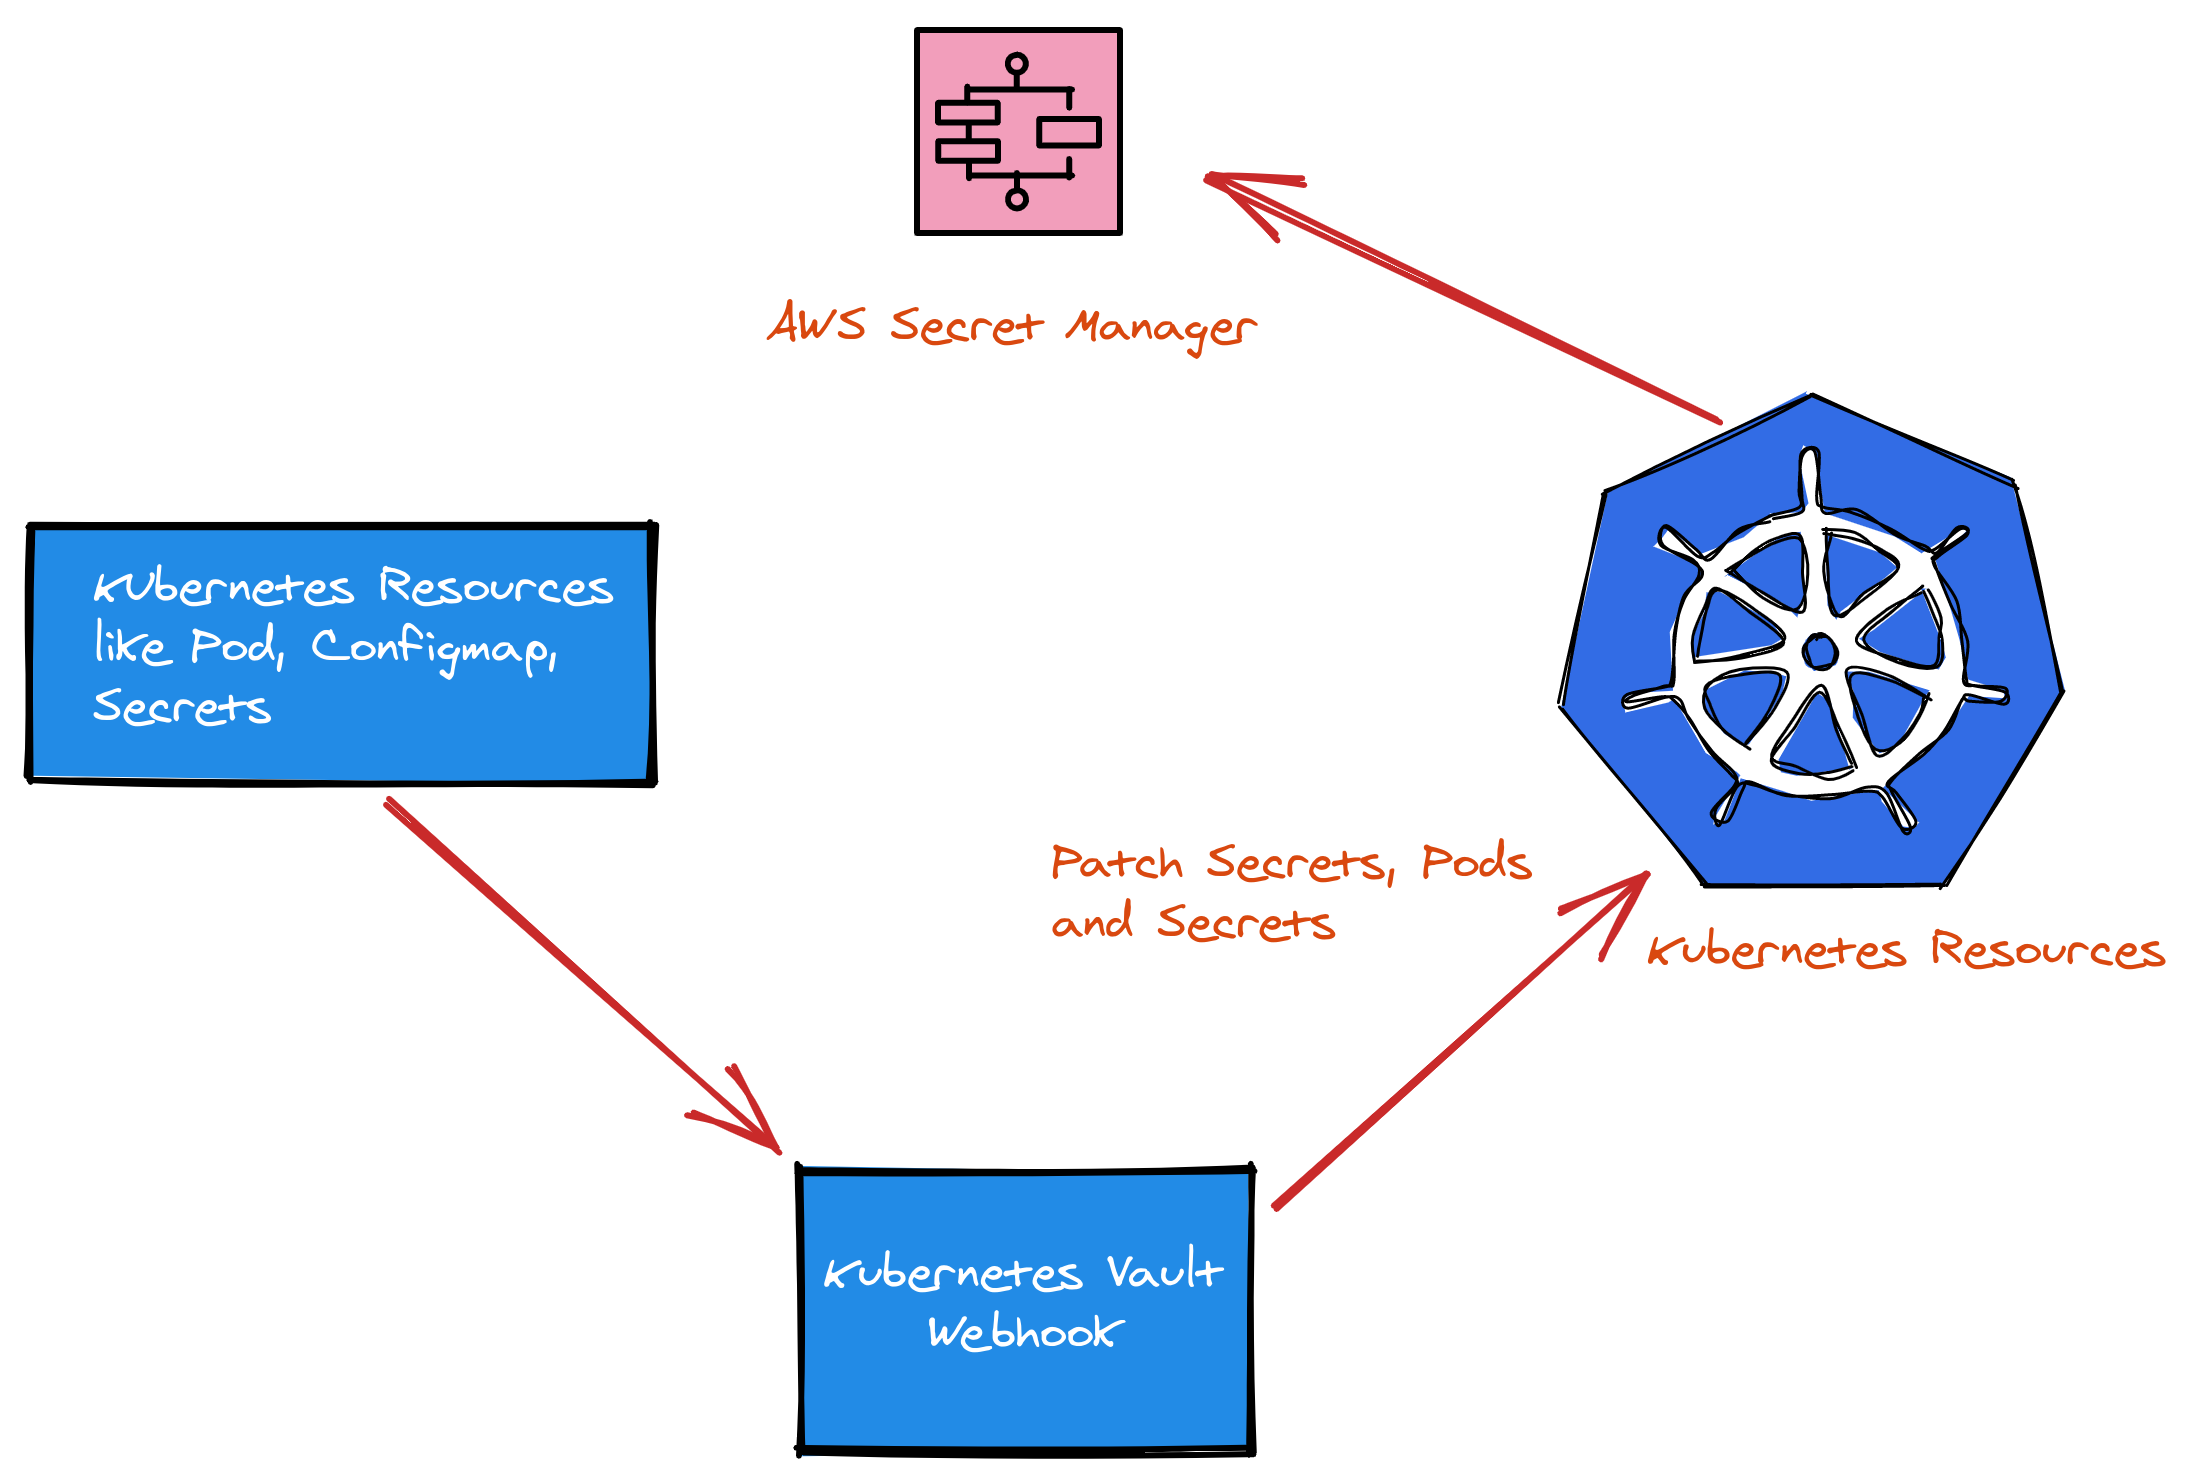 AWS Secret Manager
KUbernetes Resources
like Pod, Configmap,
Secrets
Patch Secrets, Pods
and Secrets
Kubernetes Resources
Kubernetes Vault
Webhook